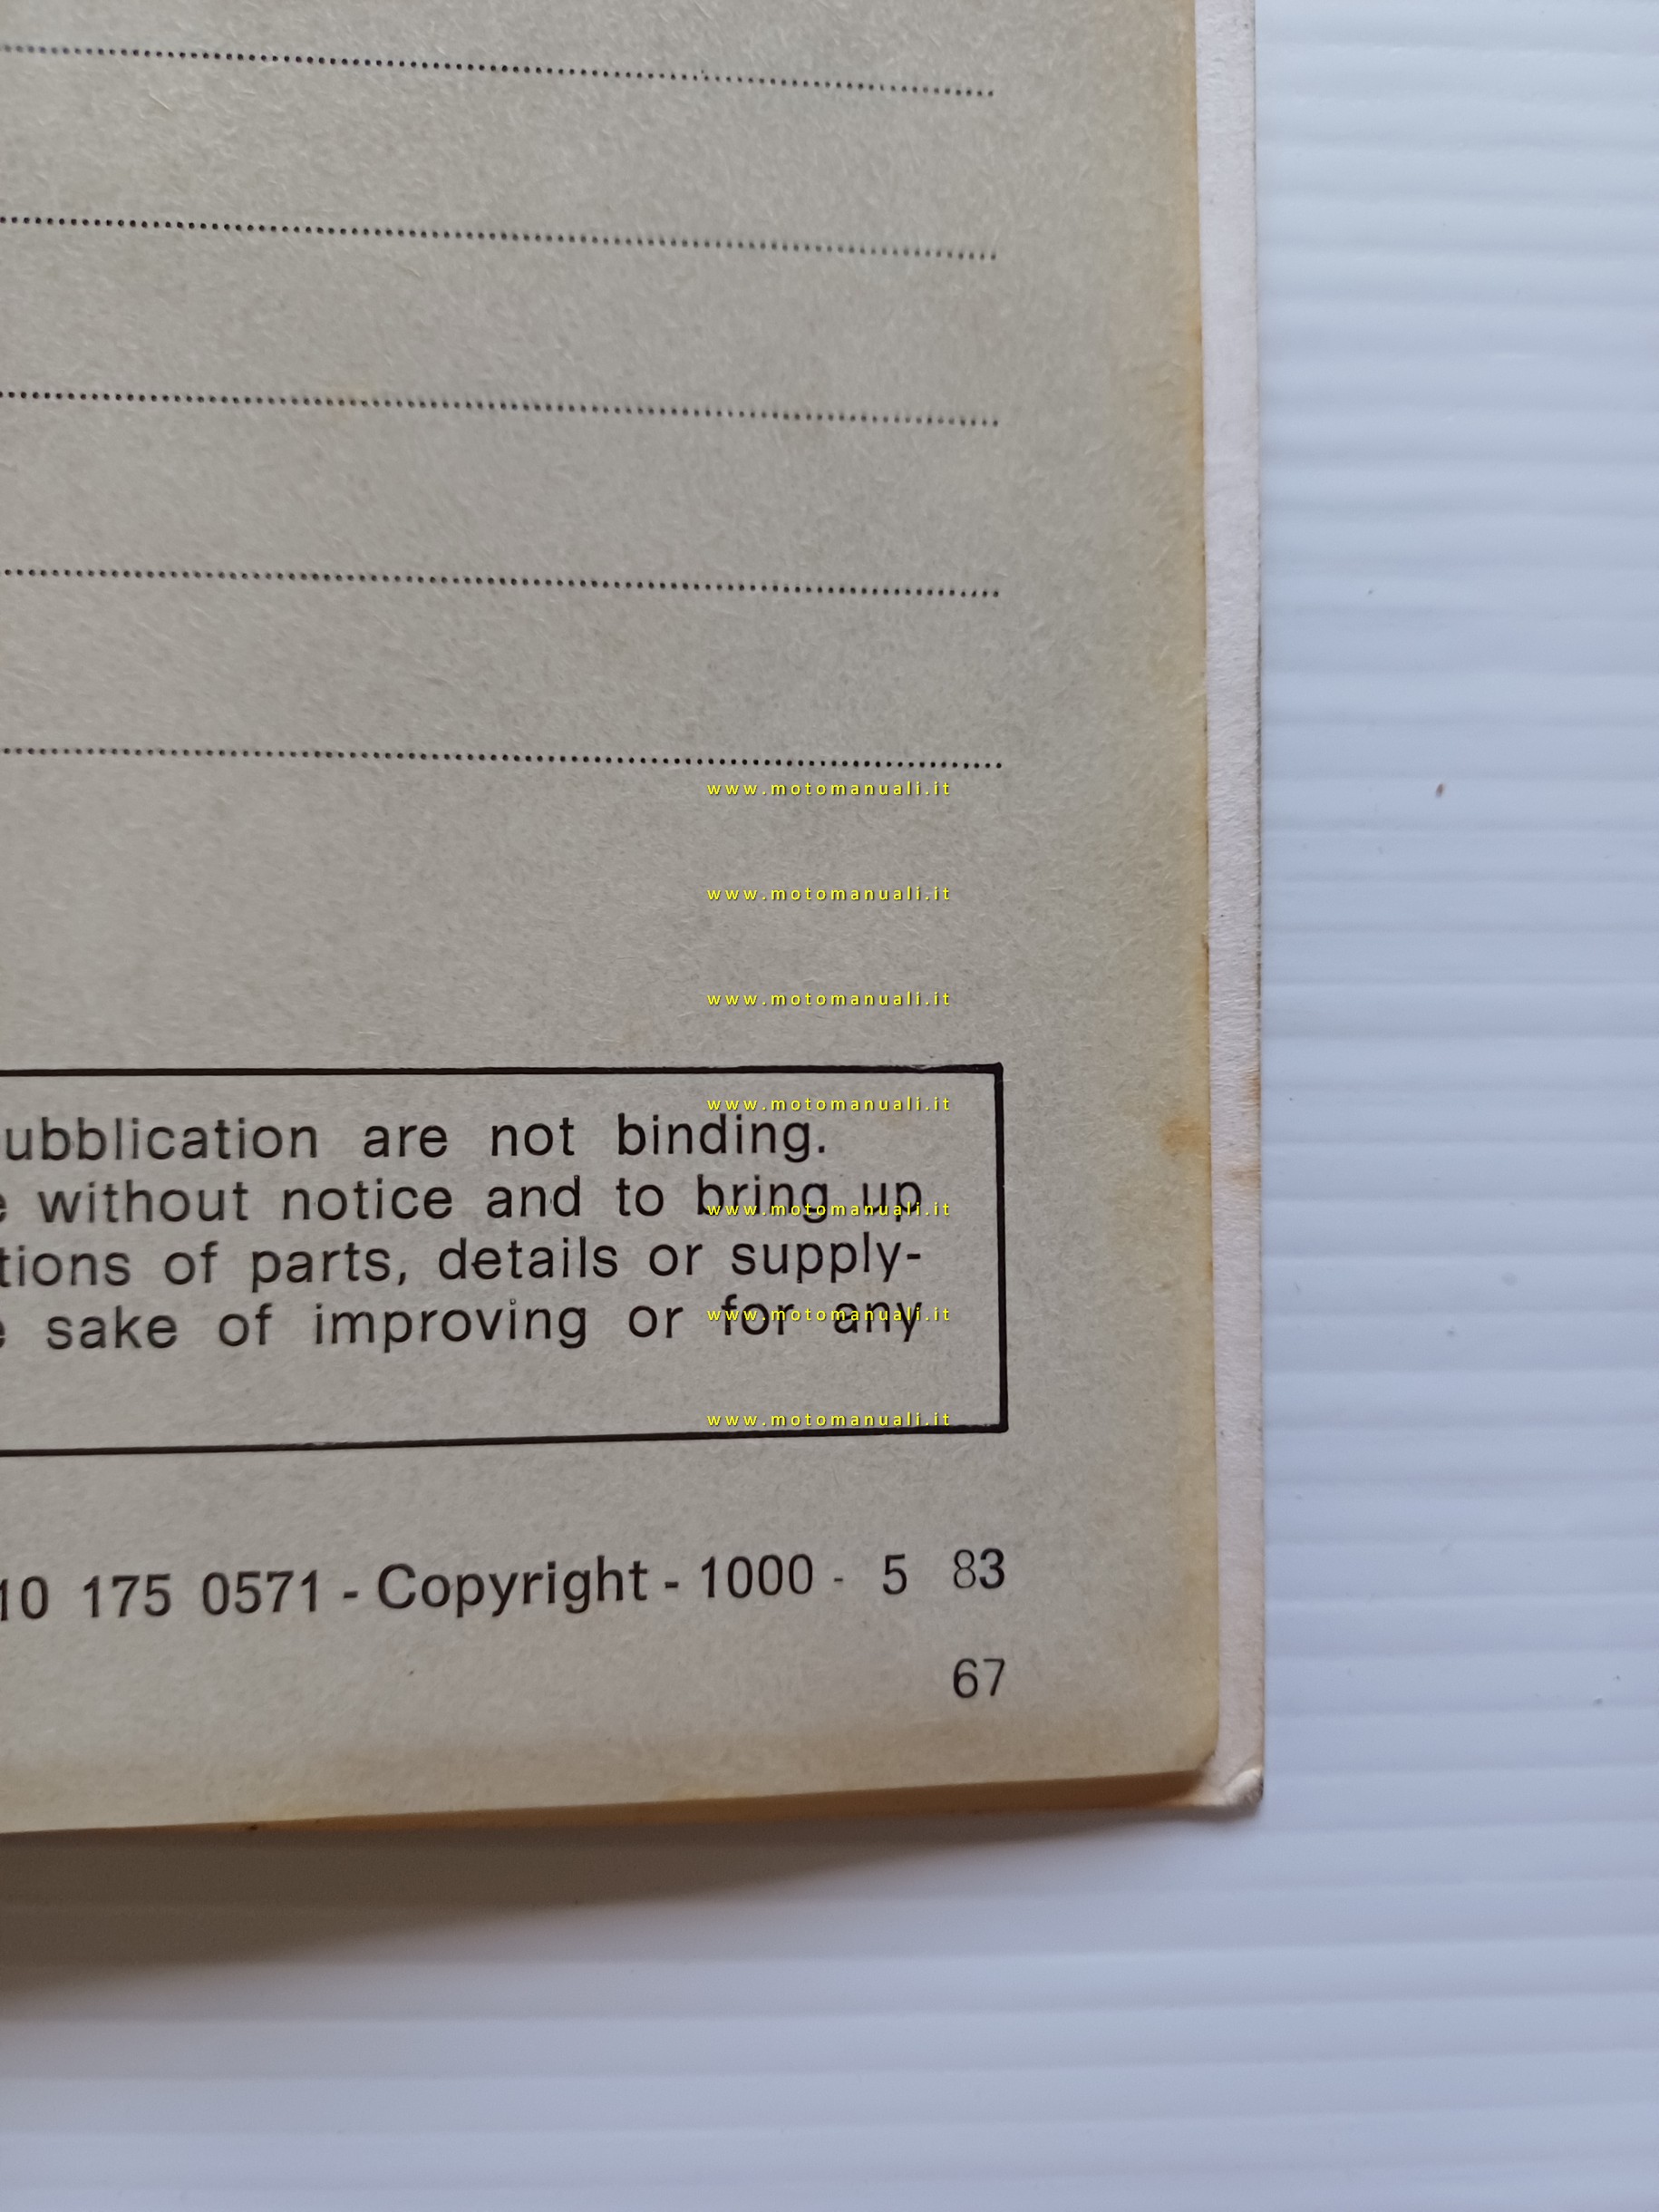 www.motomanuali.it
www.motomanuali.it
www.motomanuali.it
www.motomanuali.it
ubblication are not binding.
e without notice and to bring up
www.motomanuali.it
tions of parts, details or supply-
e sake of improving or for any
www.motomanuali.it
www.motomanuali.it
10 175 0571 - Copyright - 1000 - 5 83
67